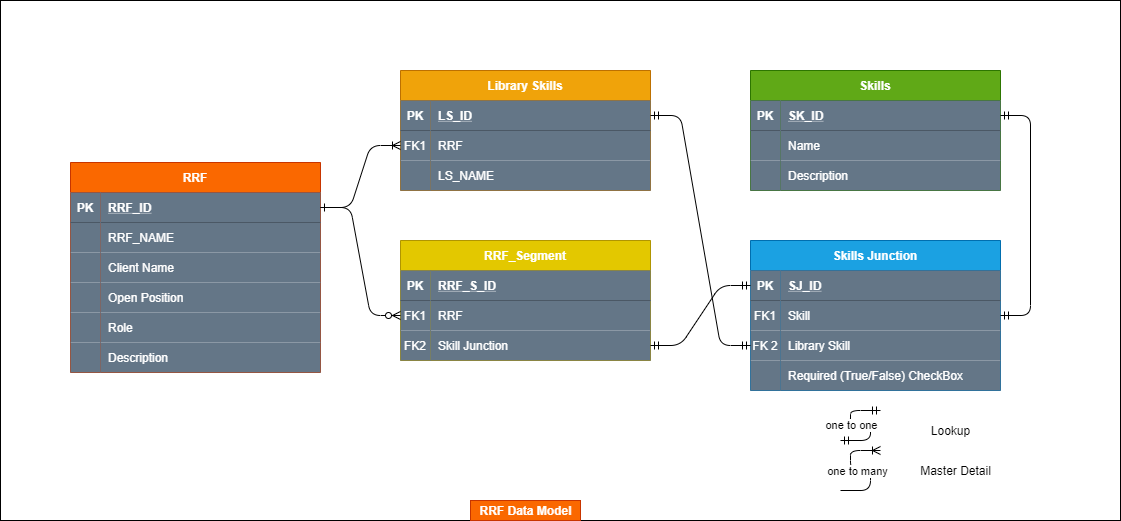 Library Skills
PK LS_ID
FK1 RRF
LS_NAME
Skills
PK SK_ID
Name
Description
RRF
PK RRF_ID
RRF_NAME
Client Name
Open Position
Role
Description
RRF_Segment
PK RRF_S_ID
FK1 RRF
FK2 Skill Junction
Skills Junction
PK SJ_ID
FK1 Skill
FK 2 Library Skill
Required (True/False) CheckBox
one to one Lookup
one to many Master Detail
RRF Data Model